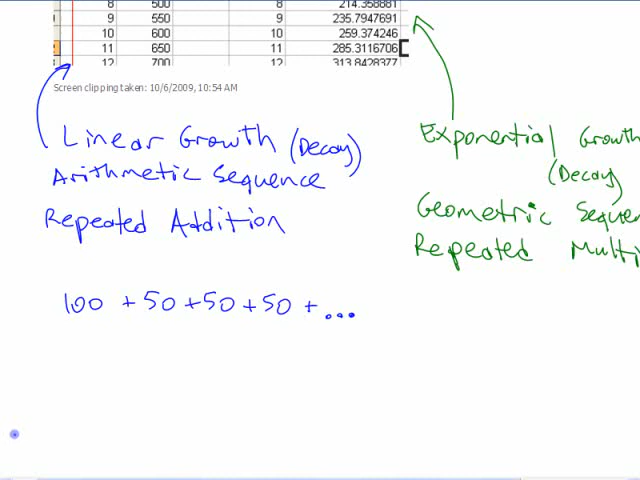 8 500 8 214.358881
9 550 9 235.7947691
10 600 10 259.374246
11 650 11 285.3116706
12 700 12 313.8428377
Screen clipping taken: 10/6/2009, 10:54 AM
Linear Growth (Decay)
Arithmetic Sequence
Repeated Addition
100 + 50 + 50 + 50 + ...
Exponential Growth
(Decay)
Geometric Seque
Repeated Multi